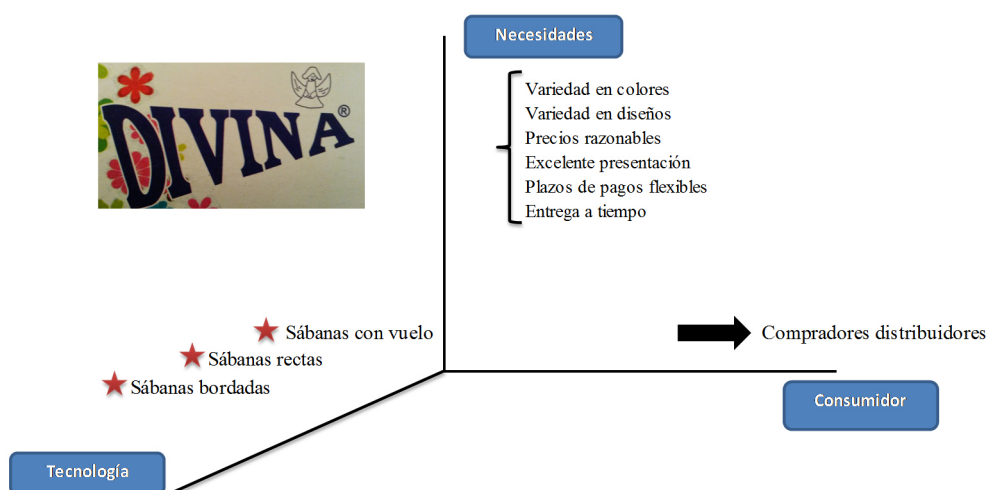 Necesidades
DIVINA®
Variedad en colores
Variedad en diseños
Precios razonables
Excelente presentación
Plazos de pagos flexibles
Entrega a tiempo
Sábanas con vuelo
Sábanas rectas
Sábanas bordadas
Compradores distribuidores
Consumidor
Tecnología